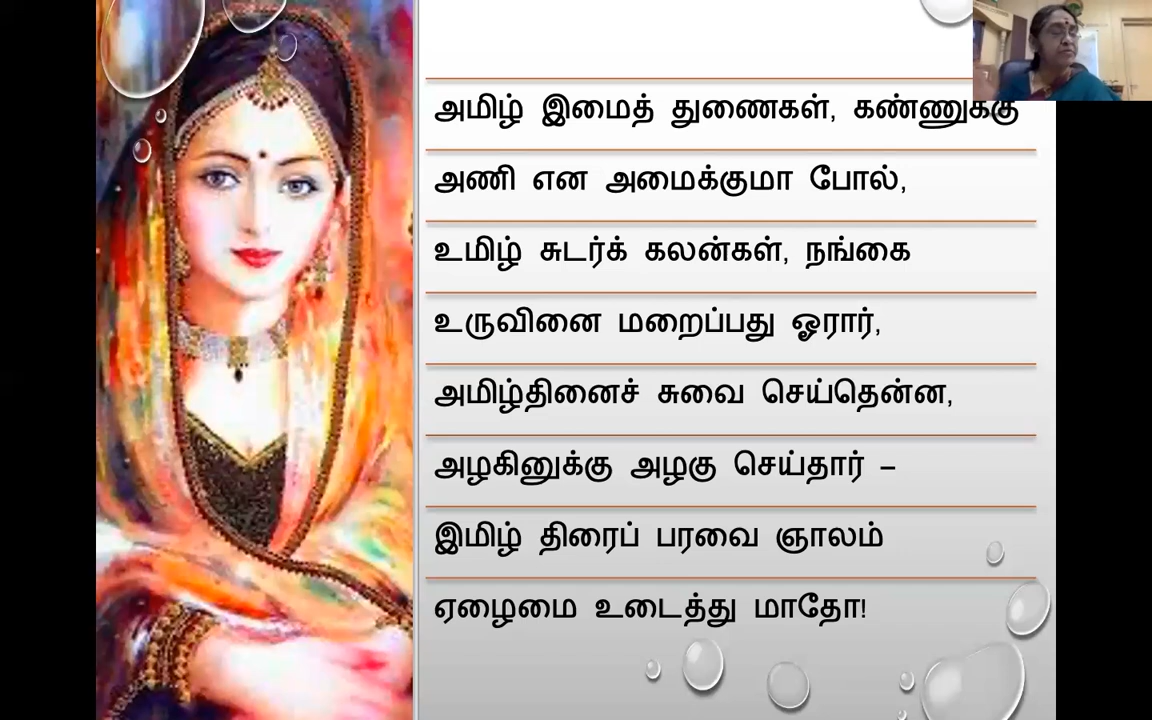 அமிழ் இமைத் துணைகள், கண்ணுக்கு
அணி என அமைக்குமா போல்,
உமிழ் சுடர்க் கலன்கள், நங்கை
உருவினை மறைப்பது ஓரார்,
அமிழ்தினைச் சுவை செய்தென்ன,
அழகினுக்கு அழகு செய்தார் –
இமிழ் திரைப் பரவை ஞாலம்
ஏழைமை உடைத்து மாதோ!